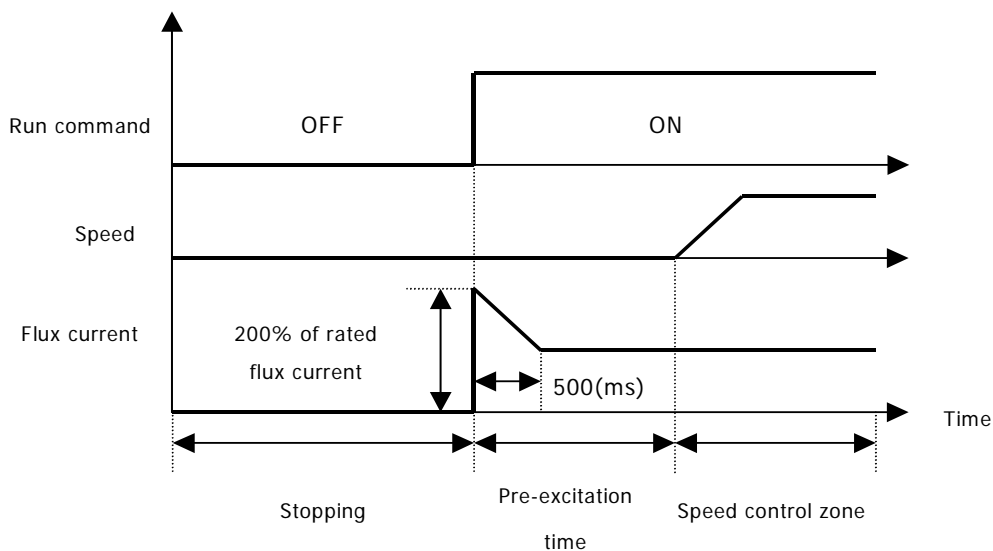 Run command
OFF
ON
Speed
Flux current
200% of rated
flux current
500(ms)
Time
Stopping
Pre-excitation
time
Speed control zone